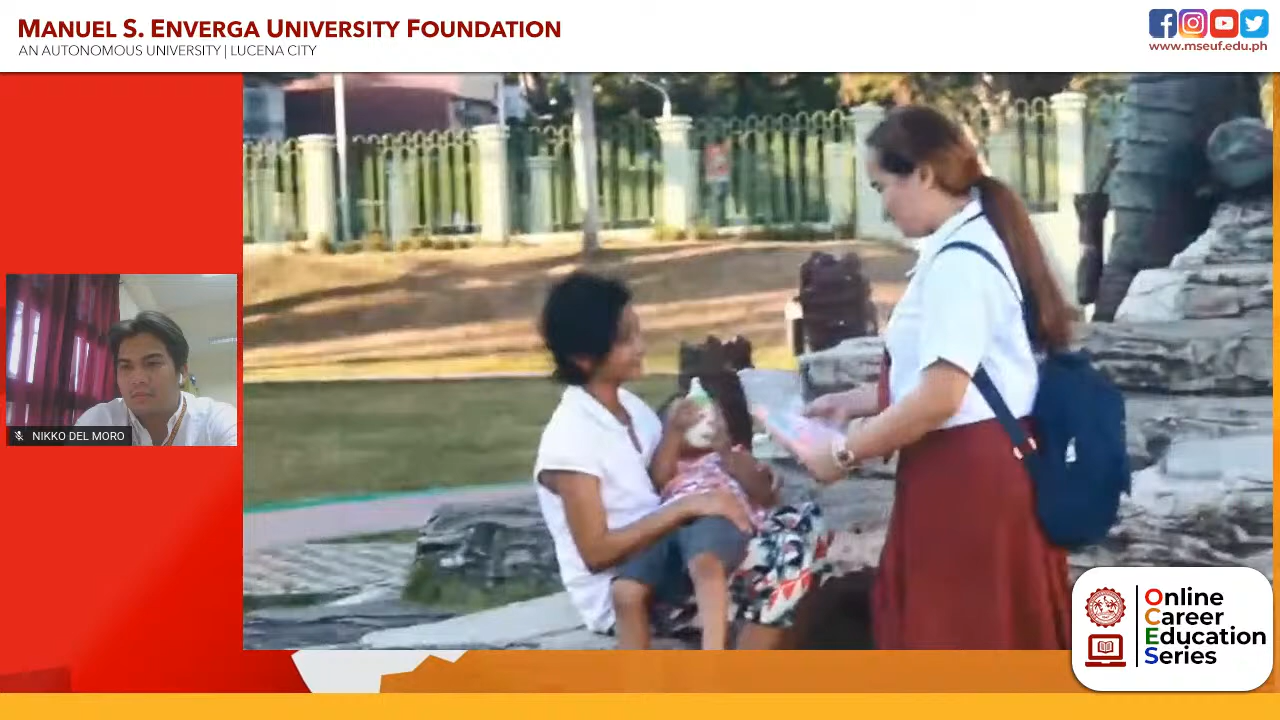 MANUEL S. ENVERGA UNIVERSITY FOUNDATION
AN AUTONOMOUS UNIVERSITY | LUCENA CITY
www.mseuf.edu.ph
NIKKO DEL MORO
Online
Career
Education
Series